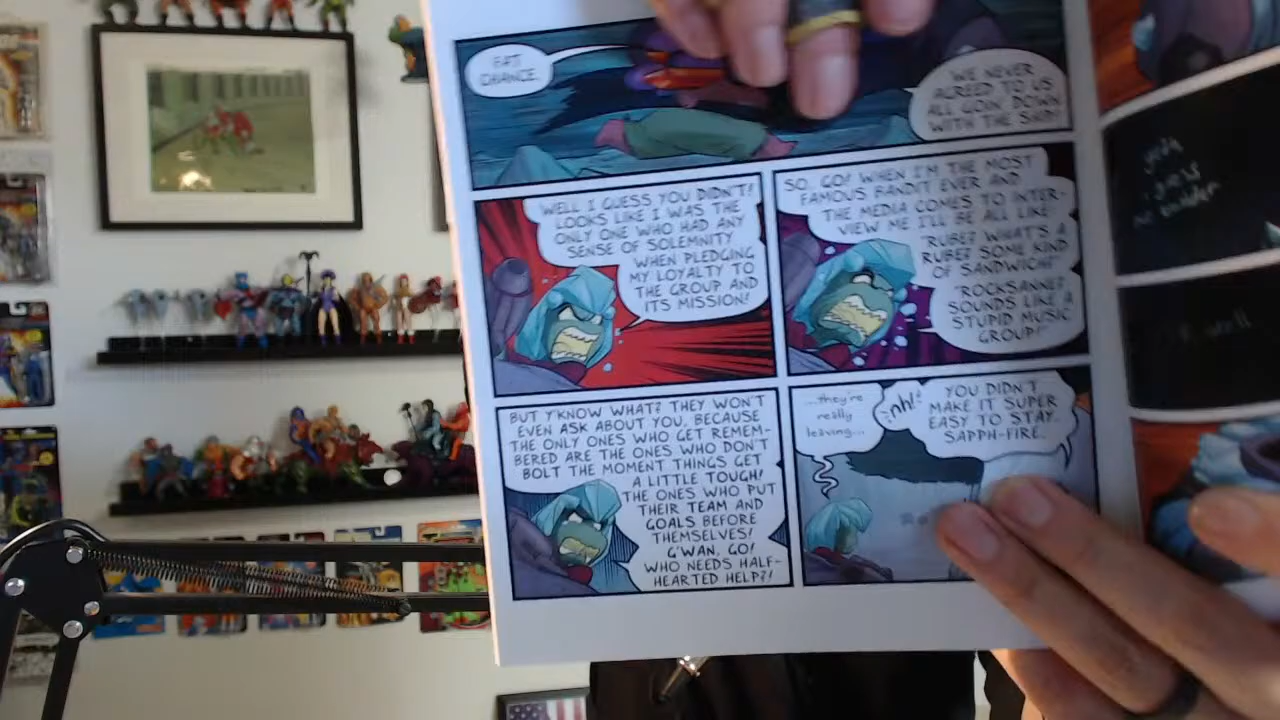 FAT
CHANCE.
WE NEVER
AGREED TO US
ALL GOIN' DOWN
WITH THE SHIP!
WELL I GUESS YOU DIDN'T!
LOOKS LIKE I WAS THE
ONLY ONE WHO HAD ANY
SENSE OF SOLEMNITY
WHEN PLEDGING
MY LOYALTY TO
THE GROUP AND
ITS MISSION!
SO, GO! WHEN I'M THE MOST
FAMOUS BANDIT EVER AND
THE MEDIA COMES TO INTER-
VIEW ME I'LL BE ALL LIKE
"RUBE? WHAT'S A
RUBE? SOME KIND
OF SANDWICH?"
"ROCKSANNE?
SOUNDS LIKE A
STUPID MUSIC
GROUP!"
BUT Y'KNOW WHAT? THEY WON'T
EVEN ASK ABOUT YOU, BECAUSE
THE ONLY ONES WHO GET REMEM-
BERED ARE THE ONES WHO DON'T
BOLT THE MOMENT THINGS GET
A LITTLE TOUGH!
THE ONES WHO PUT
THEIR TEAM AND
GOALS BEFORE
THEMSELVES!
G'WAN, GO!
WHO NEEDS HALF-
HEARTED HELP?!
...they're
really
leaving...
nh!
YOU DIDN'T
MAKE IT SUPER
EASY TO STAY,
SAPPH-FIRE.